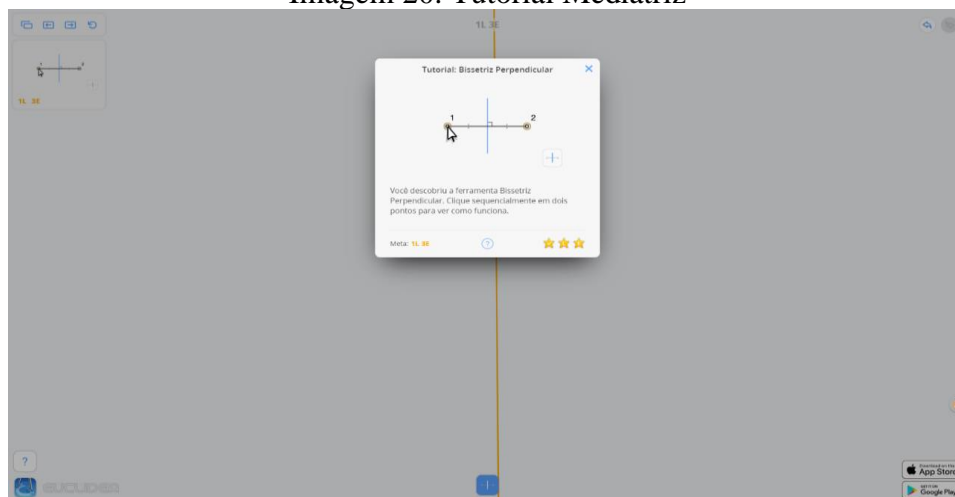 Imagem 20: Tutorial Mediatriz
1L 3E
1L 3E
Tutorial: Bissetriz Perpendicular
1 2
Você descobriu a ferramenta Bissetriz
Perpendicular. Clique sequencialmente em dois
pontos para ver como funciona.
Meta: 1L 3E
?
?
EUCLIDEA
App Store
Google Play